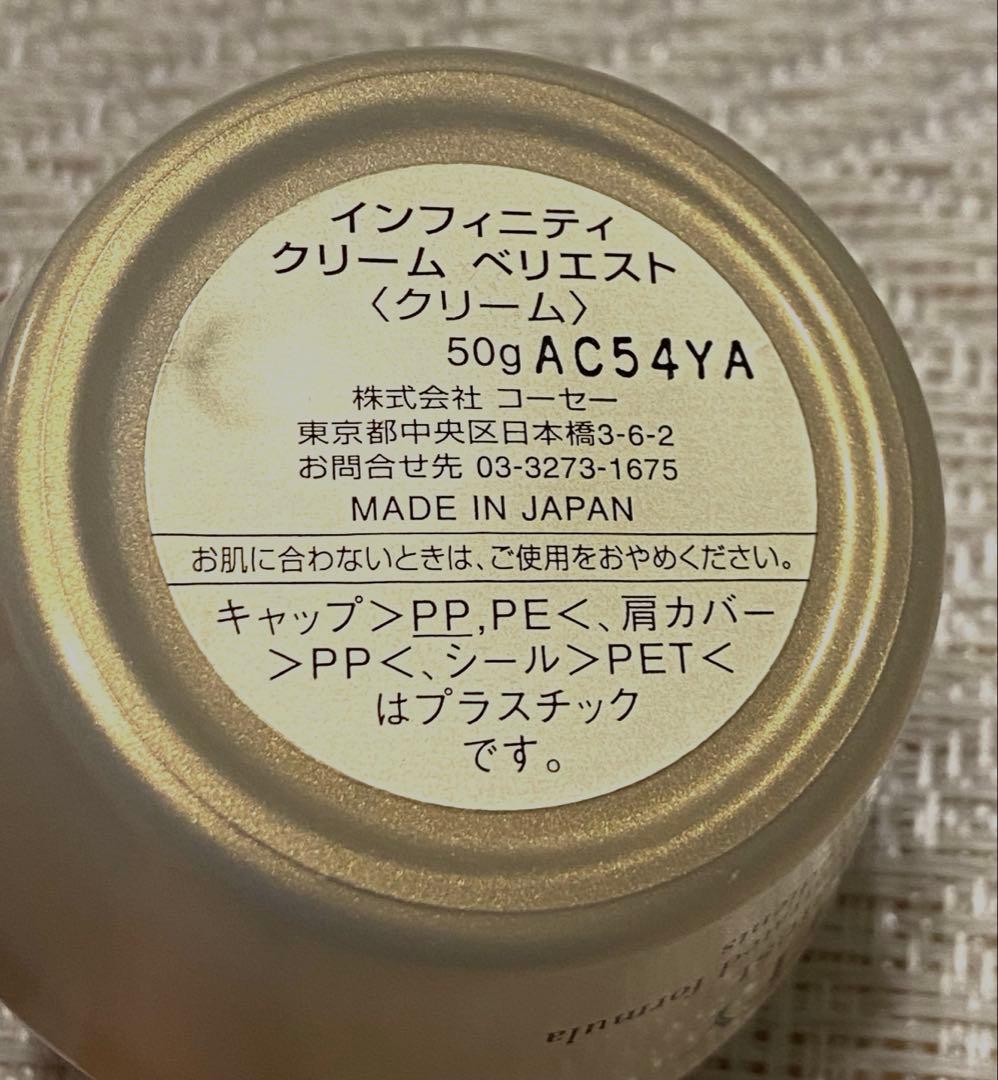 インフィニティ
クリーム ベリエスト
〈クリーム〉
50g AC54YA
株式会社 コーセー
東京都中央区日本橋3-6-2
お問合せ先 03-3273-1675
MADE IN JAPAN
お肌に合わないときは、ご使用をおやめください。
キャップ＞PP,PE＜、肩カバー
＞PP＜、シール＞PET＜
はプラスチック
です。
formula